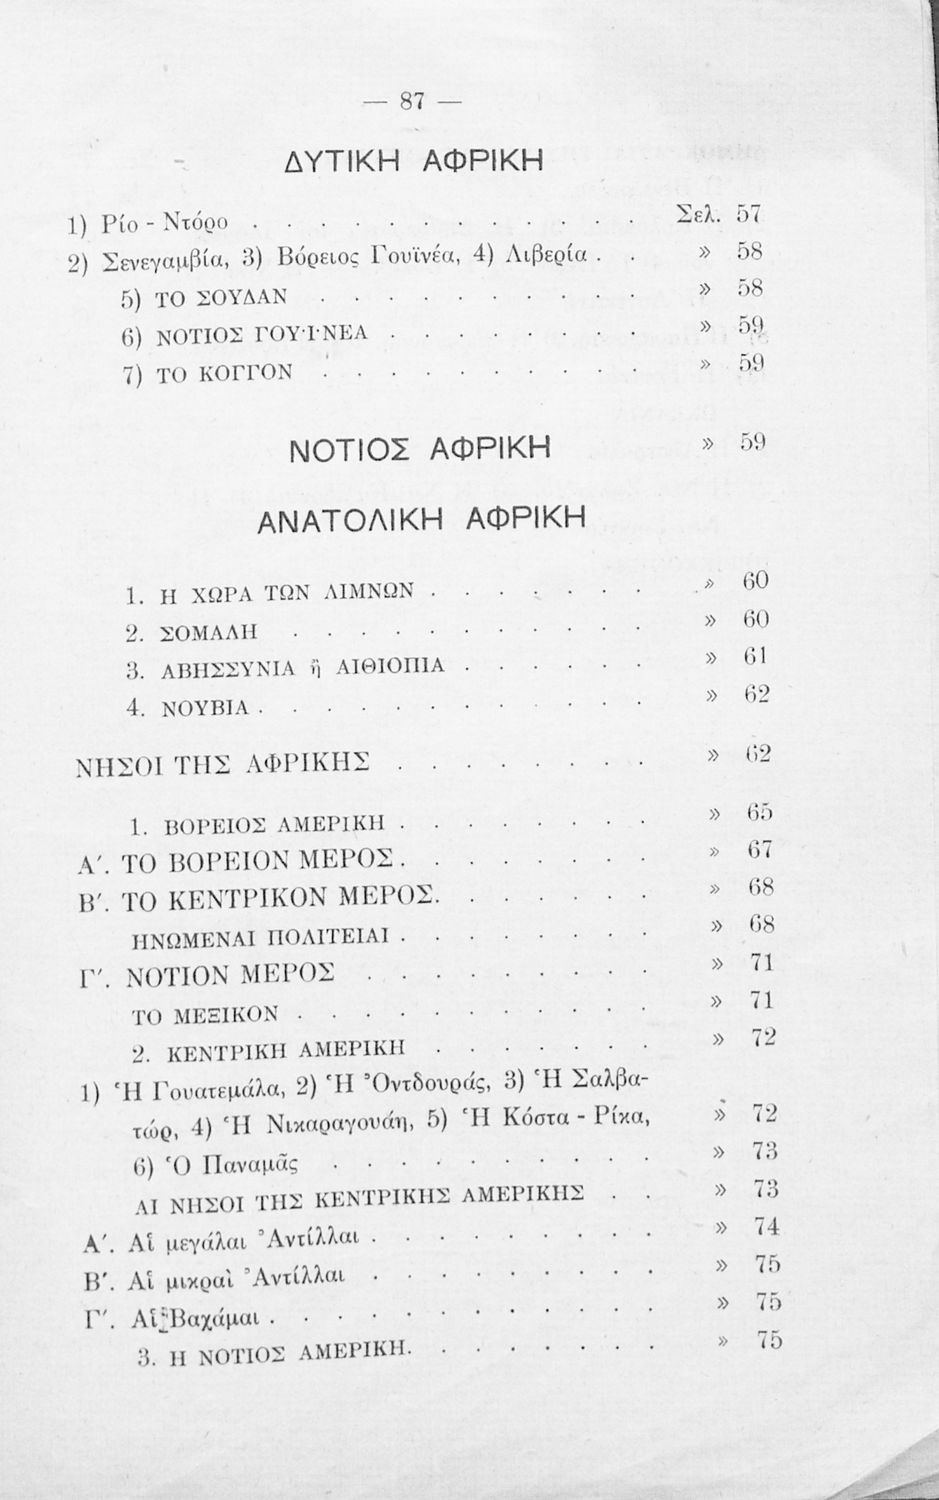 — 87 —
ΔΥΤΙΚΗ ΑΦΡΙΚΗ
1) Ρίο - Ντόρο . . . . . . . . . . . . Σελ. 57
2) Σενεγαμβία, 3) Βόρειος Γουϊνέα, 4) Λιβερία . . » 58
5) ΤΟ ΣΟΥΔΑΝ . . . . . . . . . . » 58
6) ΝΟΤΙΟΣ ΓΟΥΪΝΕΑ . . . . . . . . » 59
7) ΤΟ ΚΟΓΓΟΝ . . . . . . . . . . » 59
ΝΟΤΙΟΣ ΑΦΡΙΚΗ » 59
ΑΝΑΤΟΛΙΚΗ ΑΦΡΙΚΗ
1. Η ΧΩΡΑ ΤΩΝ ΛΙΜΝΩΝ . . . . . . . » 60
2. ΣΟΜΑΛΗ . . . . . . . . . . . » 60
3. ΑΒΗΣΣΥΝΙΑ ἢ ΑΙΘΙΟΠΙΑ . . . . . . » 61
4. ΝΟΥΒΙΑ . . . . . . . . . . . . » 62
ΝΗΣΟΙ ΤΗΣ ΑΦΡΙΚΗΣ . . . . . . . . » 62
1. ΒΟΡΕΙΟΣ ΑΜΕΡΙΚΗ . . . . . . . . » 65
Α′. ΤΟ ΒΟΡΕΙΟΝ ΜΕΡΟΣ . . . . . . . . » 67
Β′. ΤΟ ΚΕΝΤΡΙΚΟΝ ΜΕΡΟΣ. . . . . . . » 68
ΗΝΩΜΕΝΑΙ ΠΟΛΙΤΕΙΑΙ . . . . . . . . » 68
Γ′. ΝΟΤΙΟΝ ΜΕΡΟΣ . . . . . . . . . » 71
ΤΟ ΜΕΞΙΚΟΝ . . . . . . . . . . . » 71
2. ΚΕΝΤΡΙΚΗ ΑΜΕΡΙΚΗ . . . . . . . » 72
1) Ἡ Γουατεμάλα, 2) Ἡ Ὀντδουράς, 3) Ἡ Σαλβα-
τώρ, 4) Ἡ Νικαραγουάη, 5) Ἡ Κόστα - Ρίκα, » 72
6) Ὁ Παναμᾶς . . . . . . . . . . » 73
ΑΙ ΝΗΣΟΙ ΤΗΣ ΚΕΝΤΡΙΚΗΣ ΑΜΕΡΙΚΗΣ . . » 73
Α′. Αἱ μεγάλαι Ἀντίλλαι . . . . . . . . . » 74
Β′. Αἱ μικραὶ Ἀντίλλαι . . . . . . . . . » 75
Γ′. Αἱ Βαχάμαι . . . . . . . . . . . . » 75
3. Η ΝΟΤΙΟΣ ΑΜΕΡΙΚΗ. . . . . . . . » 75